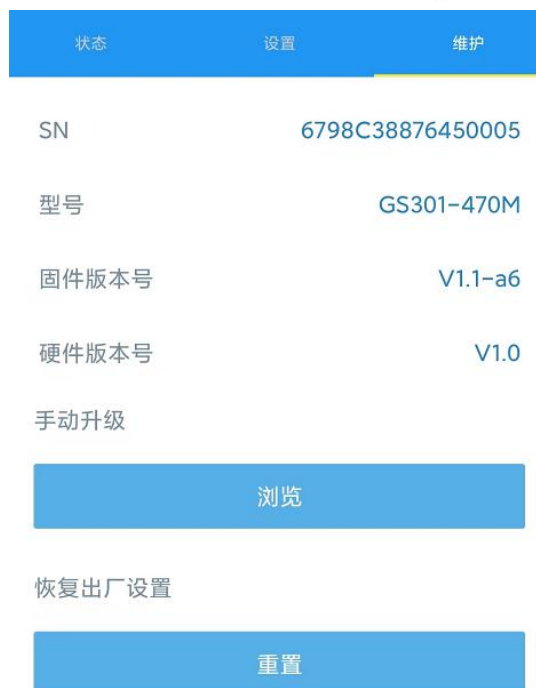 状态 设置 维护
SN 6798C38876450005
型号 GS301-470M
固件版本号 V1.1-a6
硬件版本号 V1.0
手动升级
浏览
恢复出厂设置
重置